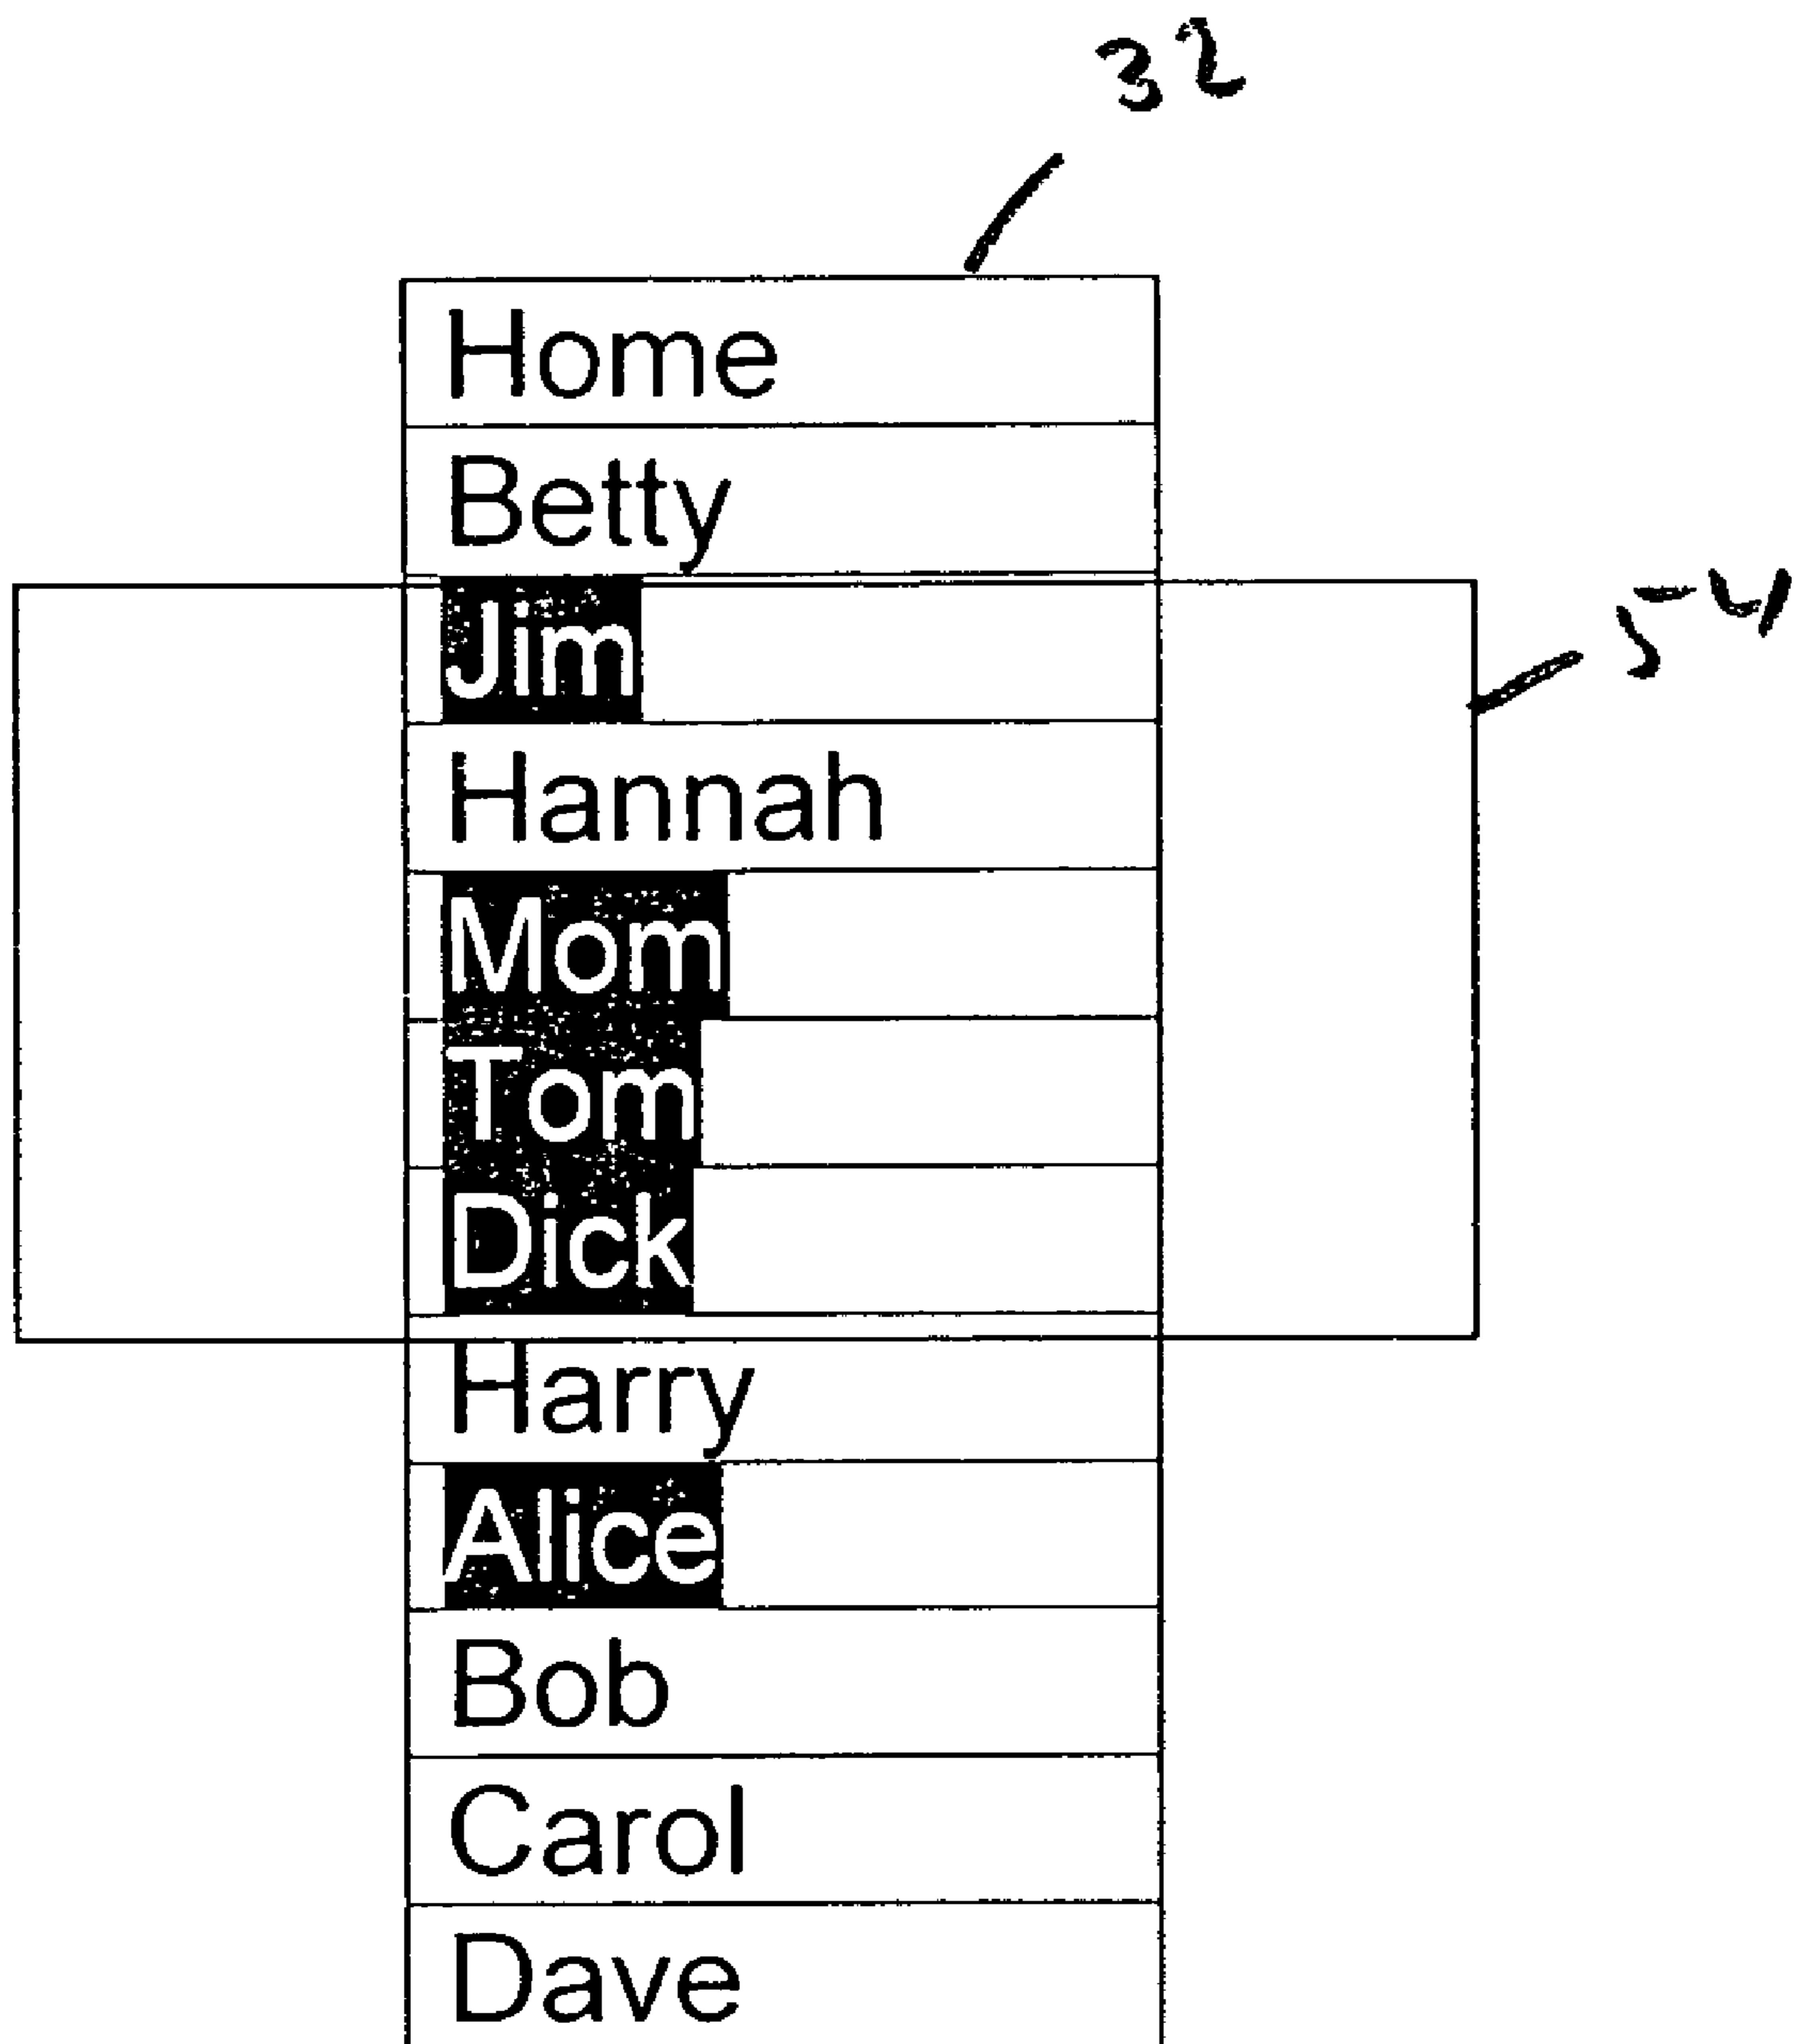 32
Home
Betty
Jim
54
Hannah
Mom
Tom
Dick
Harry
Alice
Bob
Carol
Dave